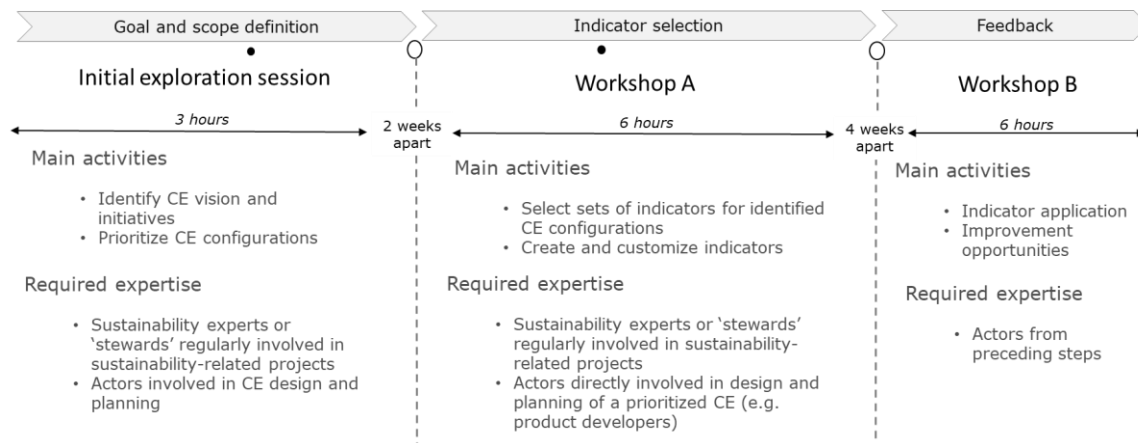 Goal and scope definition
Indicator selection
Feedback
Initial exploration session
Workshop A
Workshop B
3 hours
2 weeks
apart
6 hours
4 weeks
apart
6 hours
Main activities
• Identify CE vision and
initiatives
• Prioritize CE configurations
Required expertise
• Sustainability experts or
‘stewards’ regularly involved in
sustainability-related projects
• Actors involved in CE design and
planning
Main activities
• Select sets of indicators for identified
CE configurations
• Create and customize indicators
Required expertise
• Sustainability experts or ‘stewards’
regularly involved in sustainability-
related projects
• Actors directly involved in design and
planning of a prioritized CE (e.g.
product developers)
Main activities
• Indicator application
• Improvement
opportunities
Required expertise
• Actors from
preceding steps